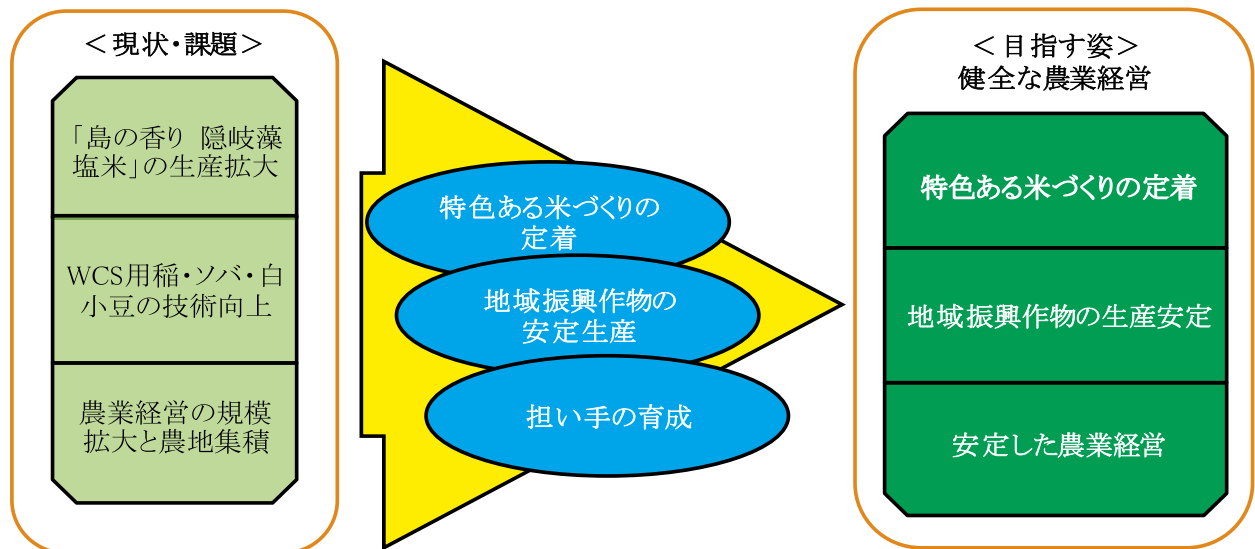 ＜現状・課題＞
「島の香り 隠岐藻
塩米」の生産拡大
WCS用稲・ソバ・白
小豆の技術向上
農業経営の規模
拡大と農地集積
特色ある米づくりの
定着
地域振興作物の
安定生産
担い手の育成
＜目指す姿＞
健全な農業経営
特色ある米づくりの定着
地域振興作物の生産安定
安定した農業経営